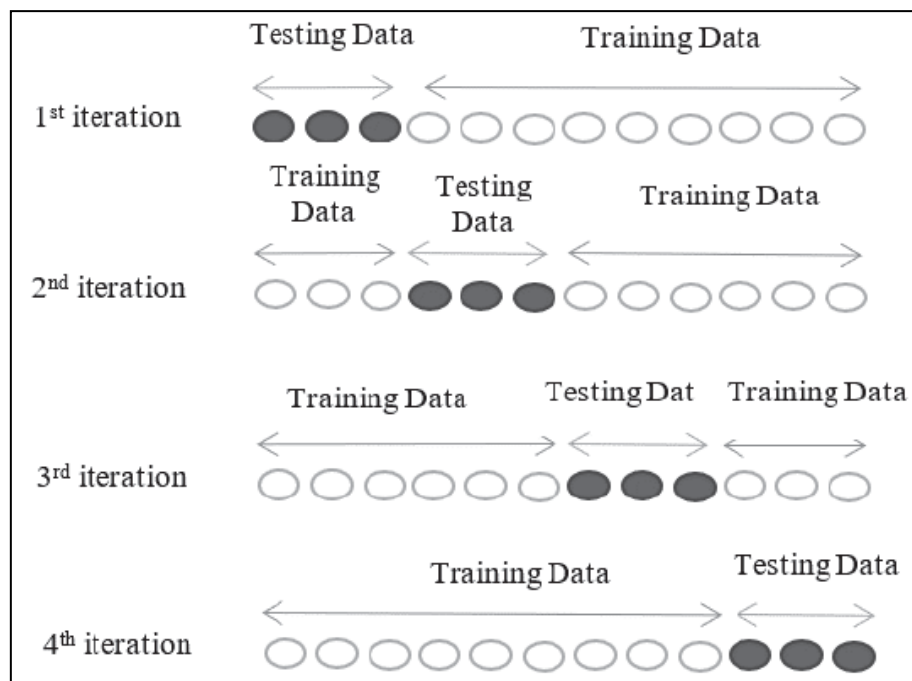 Testing Data
Training Data
1st iteration
Training
Data
Testing
Data
Training Data
2nd iteration
Training Data
Testing Dat
Training Data
3rd iteration
Training Data
Testing Data
4th iteration